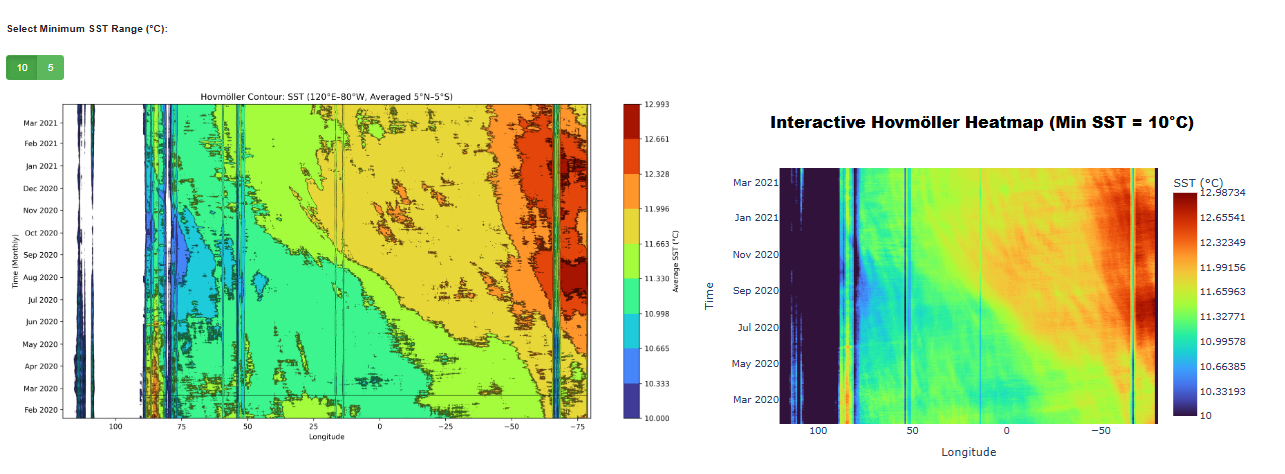 Select Minimum SST Range (°C):
10 5
Hovmöller Contour: SST (120°E–80°W, Averaged 5°N–5°S)
Time (Monthly)
Mar 2021
Feb 2021
Jan 2021
Dec 2020
Nov 2020
Oct 2020
Sep 2020
Aug 2020
Jul 2020
Jun 2020
May 2020
Apr 2020
Mar 2020
Feb 2020
100 75 50 25 0 −25 −50 −75
Longitude
12.993
12.661
12.328
11.996
11.663
11.330
10.998
10.665
10.333
10.000
Average SST (°C)
Interactive Hovmöller Heatmap (Min SST = 10°C)
Time
Mar 2021
Jan 2021
Nov 2020
Sep 2020
Jul 2020
May 2020
Mar 2020
100 50 0 −50
Longitude
SST (°C)
12.98734
12.65541
12.32349
11.99156
11.65963
11.32771
10.99578
10.66385
10.33193
10